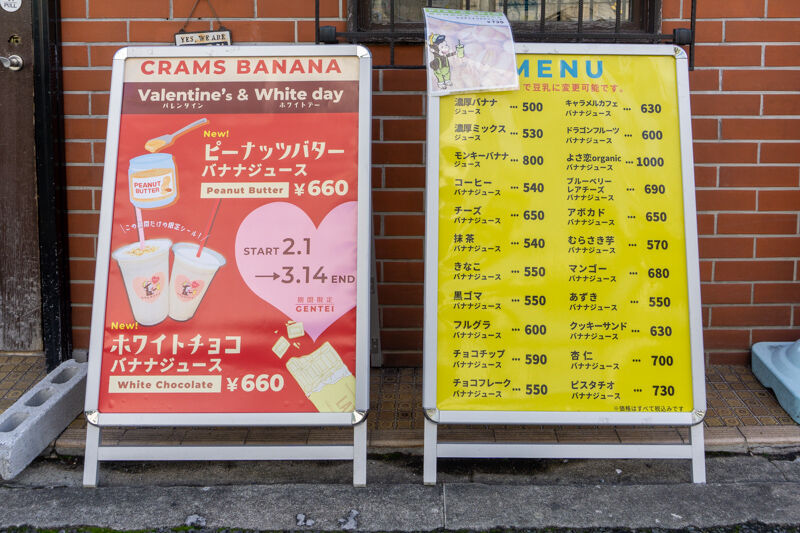 PULL
YES, WE ARE
CRAMS BANANA
Valentine's & White day
バレンタイン ホワイトデー
New!
ピーナッツバター
バナナジュース
Peanut Butter ¥660
PEANUT
BUTTER
この期間だけの限定シール!
START 2.1
→3.14 END
期間限定
GENTEI
New!
ホワイトチョコ
バナナジュース
White Chocolate ¥660
MENU
で豆乳に変更可能です。
濃厚バナナ
ジュース … 500
濃厚ミックス
ジュース … 530
モンキーバナナ
ジュース … 800
コーヒー
バナナジュース … 540
チーズ
バナナジュース … 650
抹茶
バナナジュース … 540
きなこ
バナナジュース … 550
黒ゴマ
バナナジュース … 550
フルグラ
バナナジュース … 600
チョコチップ
バナナジュース … 590
チョコフレーク
バナナジュース … 550
キャラメルカフェ
バナナジュース … 630
ドラゴンフルーツ
バナナジュース … 600
よさ恋organic
バナナジュース … 1000
ブルーベリー
レアチーズ
バナナジュース … 690
アボカド
バナナジュース … 650
むらさき芋
バナナジュース … 570
マンゴー
バナナジュース … 680
あずき
バナナジュース … 550
クッキーサンド
バナナジュース … 630
杏仁
バナナジュース … 700
ピスタチオ
バナナジュース … 730
※価格はすべて税込みです